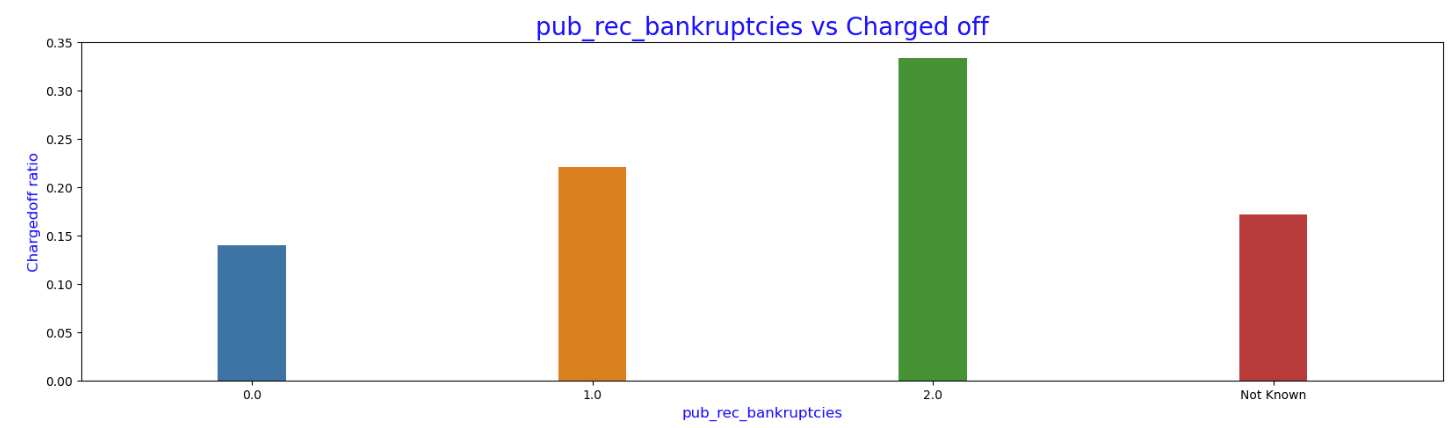 pub_rec_bankruptcies vs Charged off
0.35
0.30
0.25
0.20
0.15
0.10
0.05
0.00
Chargedoff ratio
0.0 1.0 2.0 Not Known
pub_rec_bankruptcies